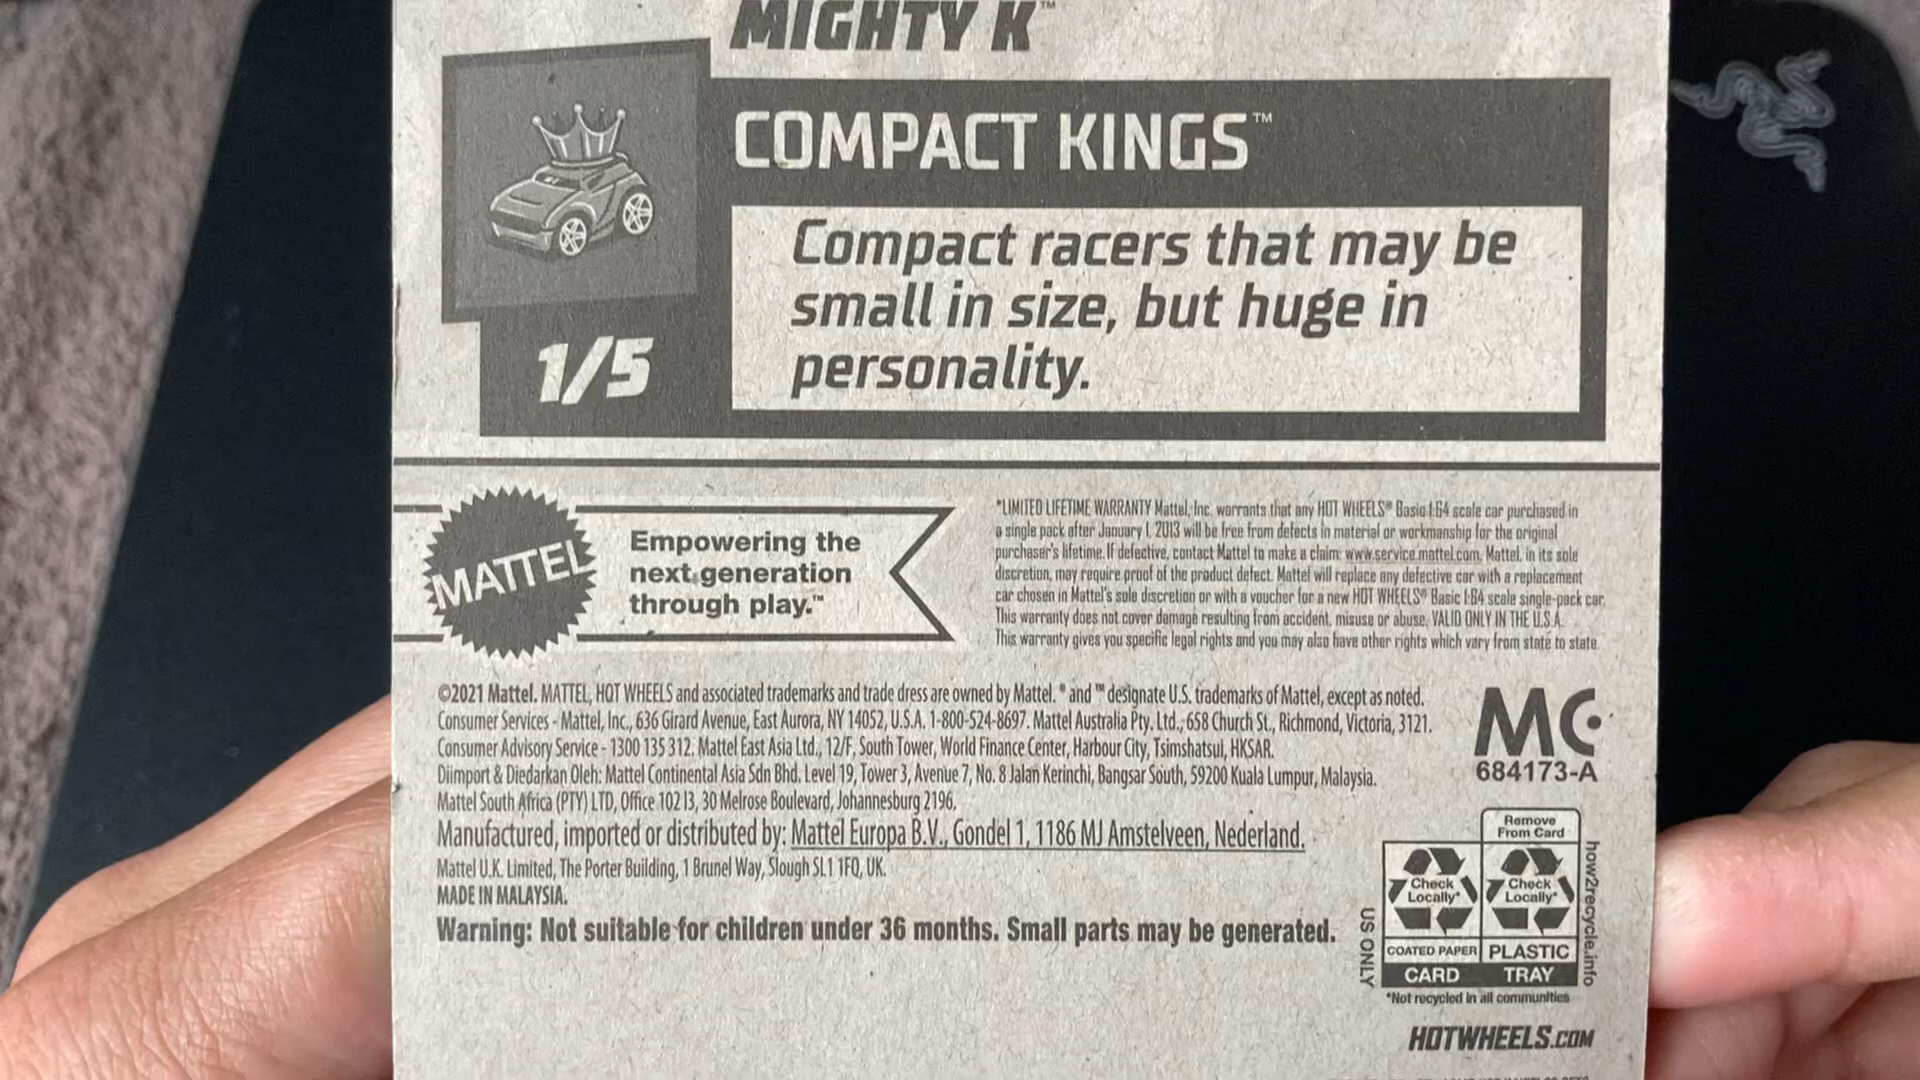 MIGHTY K™
COMPACT KINGS™
Compact racers that may be
small in size, but huge in
personality.
1/5
MATTEL
Empowering the
next generation
through play.™
*LIMITED LIFETIME WARRANTY Mattel, Inc. warrants that any HOT WHEELS® Basic 1:64 scale car purchased in
a single pack after January 1, 2013 will be free from defects in material or workmanship for the original
purchaser's lifetime. If defective, contact Mattel to make a claim: www.service.mattel.com. Mattel, in its sole
discretion, may require proof of the product defect. Mattel will replace any defective car with a replacement
car chosen in Mattel's sole discretion or with a voucher for a new HOT WHEELS® Basic 1:64 scale single-pack car.
This warranty does not cover damage resulting from accident, misuse or abuse. VALID ONLY IN THE U.S.A.
This warranty gives you specific legal rights and you may also have other rights which vary from state to state.
©2021 Mattel. MATTEL, HOT WHEELS and associated trademarks and trade dress are owned by Mattel. ® and ™ designate U.S. trademarks of Mattel, except as noted.
Consumer Services - Mattel, Inc., 636 Girard Avenue, East Aurora, NY 14052, U.S.A. 1-800-524-8697. Mattel Australia Pty. Ltd., 658 Church St., Richmond, Victoria, 3121.
Consumer Advisory Service - 1300 135 312. Mattel East Asia Ltd., 12/F, South Tower, World Finance Center, Harbour City, Tsimshatsui, HKSAR.
Diimport & Diedarkan Oleh: Mattel Continental Asia Sdn Bhd. Level 19, Tower 3, Avenue 7, No. 8 Jalan Kerinchi, Bangsar South, 59200 Kuala Lumpur, Malaysia.
Mattel South Africa (PTY) LTD, Office 102 I3, 30 Melrose Boulevard, Johannesburg 2196.
Manufactured, imported or distributed by: Mattel Europa B.V., Gondel 1, 1186 MJ Amstelveen, Nederland.
Mattel U.K. Limited, The Porter Building, 1 Brunel Way, Slough SL1 1FQ, UK.
MADE IN MALAYSIA.
Warning: Not suitable for children under 36 months. Small parts may be generated.
MC
684173-A
Remove
From Card
Check
Locally*
Check
Locally*
COATED PAPER
PLASTIC
CARD
TRAY
US ONLY
how2recycle.info
*Not recycled in all communities
HOTWHEELS.COM